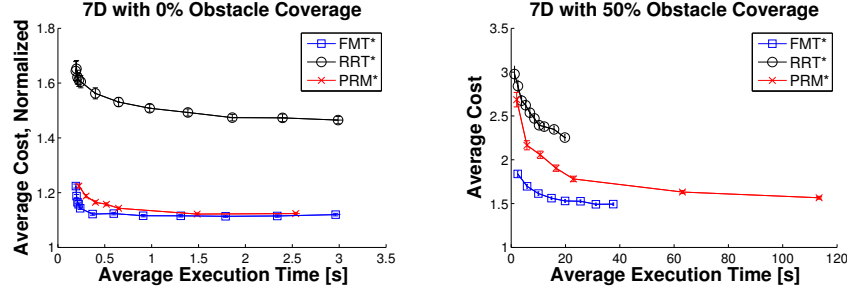 7D with 0% Obstacle Coverage
Average Cost, Normalized
1.8
1.6
1.4
1.2
1
0
0.5
1
1.5
2
2.5
3
3.5
Average Execution Time [s]
FMT*
RRT*
PRM*
7D with 50% Obstacle Coverage
Average Cost
3.5
3
2.5
2
1.5
1
0
20
40
60
80
100
120
Average Execution Time [s]
FMT*
RRT*
PRM*